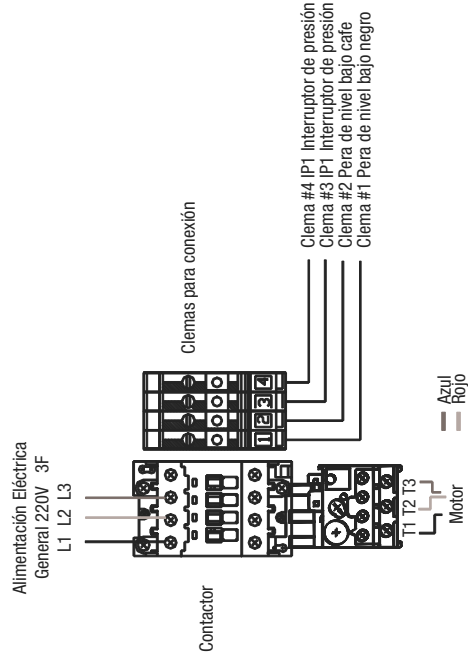 Alimentación Eléctrica
General 220V 3F
L1 L2 L3
Contactor
Clemas para conexión
1 2 3 4
Clema #4 IP1 Interruptor de presión
Clema #3 IP1 Interruptor de presión
Clema #2 Pera de nivel bajo cafe
Clema #1 Pera de nivel bajo negro
T1 T2 T3
Motor
Azul
Rojo